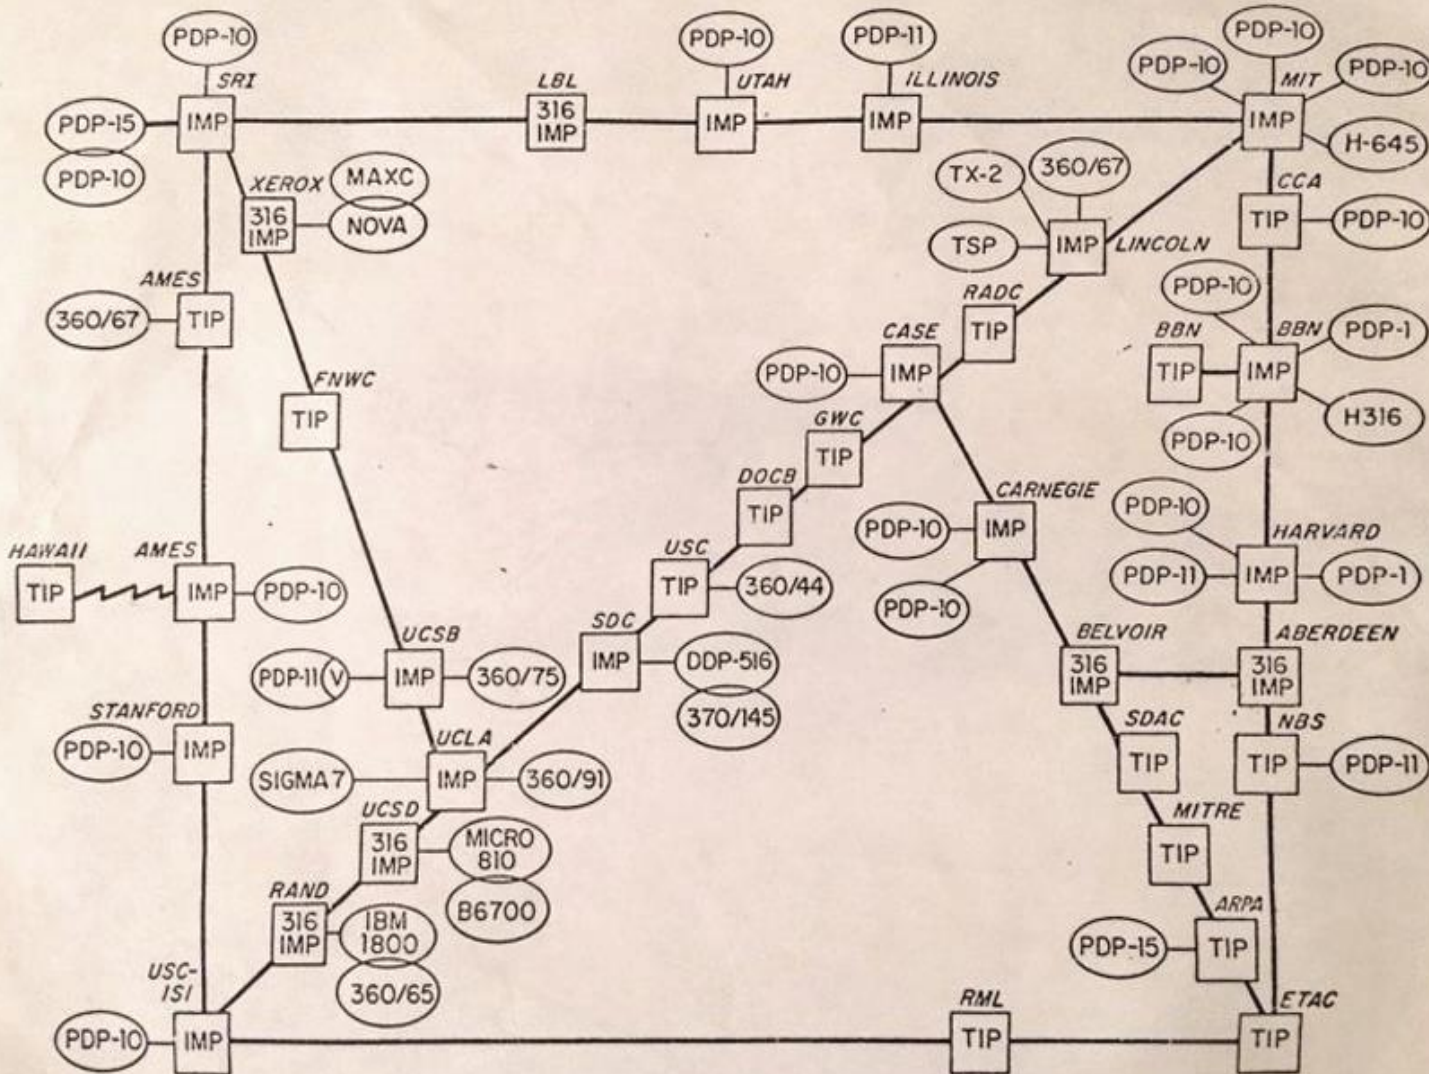 PDP-10
SRI
PDP-15
IMP
PDP-10
LBL
316
IMP
PDP-10
UTAH
IMP
PDP-11
ILLINOIS
IMP
PDP-10
PDP-10
PDP-10
MIT
IMP
H-645
XEROX
316
IMP
MAXC
NOVA
TX-2
360/67
TSP
IMP
LINCOLN
CCA
TIP
PDP-10
AMES
360/67
TIP
RADC
TIP
CASE
PDP-10
IMP
PDP-10
BBN
TIP
BBN
IMP
PDP-1
PDP-10
H316
FNWC
TIP
GWC
TIP
DOCB
TIP
CARNEGIE
PDP-10
IMP
PDP-10
PDP-10
HARVARD
PDP-11
IMP
PDP-1
HAWAII
TIP
AMES
IMP
PDP-10
USC
TIP
360/44
SDC
IMP
DDP-516
370/145
UCSB
PDP-11
V
IMP
360/75
BELVOIR
316
IMP
ABERDEEN
316
IMP
STANFORD
PDP-10
IMP
UCLA
SIGMA 7
IMP
360/91
SDAC
TIP
NBS
TIP
PDP-11
UCSD
316
IMP
MICRO
810
B6700
MITRE
TIP
RAND
316
IMP
IBM
1800
360/65
ARPA
PDP-15
TIP
USC-
ISI
PDP-10
IMP
RML
TIP
ETAC
TIP